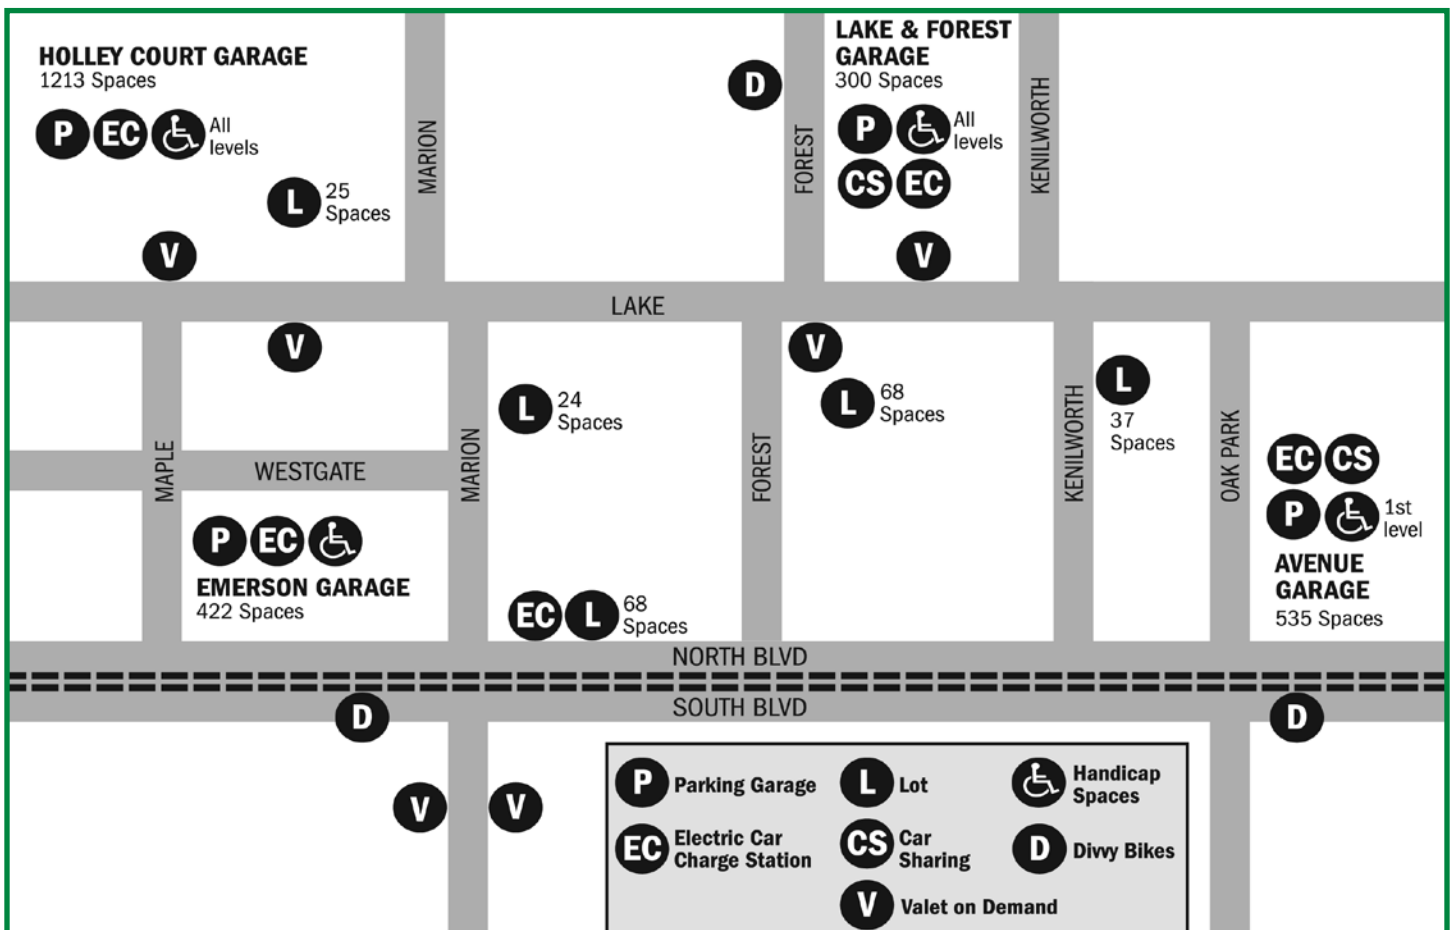 HOLLEY COURT GARAGE
1213 Spaces
P EC All
levels
L 25
Spaces
V
MARION
D
FOREST
LAKE & FOREST
GARAGE
300 Spaces
P All
levels
CS EC
V
KENILWORTH
LAKE
V
V
L 24
Spaces
L 68
Spaces
L
37
Spaces
MAPLE
WESTGATE
MARION
FOREST
KENILWORTH
OAK PARK
EC CS
P 1st
level
AVENUE
GARAGE
535 Spaces
P EC
EMERSON GARAGE
422 Spaces
EC L 68
Spaces
NORTH BLVD
SOUTH BLVD
D
D
V
V
P Parking Garage
L Lot
Handicap
Spaces
EC Electric Car
Charge Station
CS Car
Sharing
D Divvy Bikes
V Valet on Demand